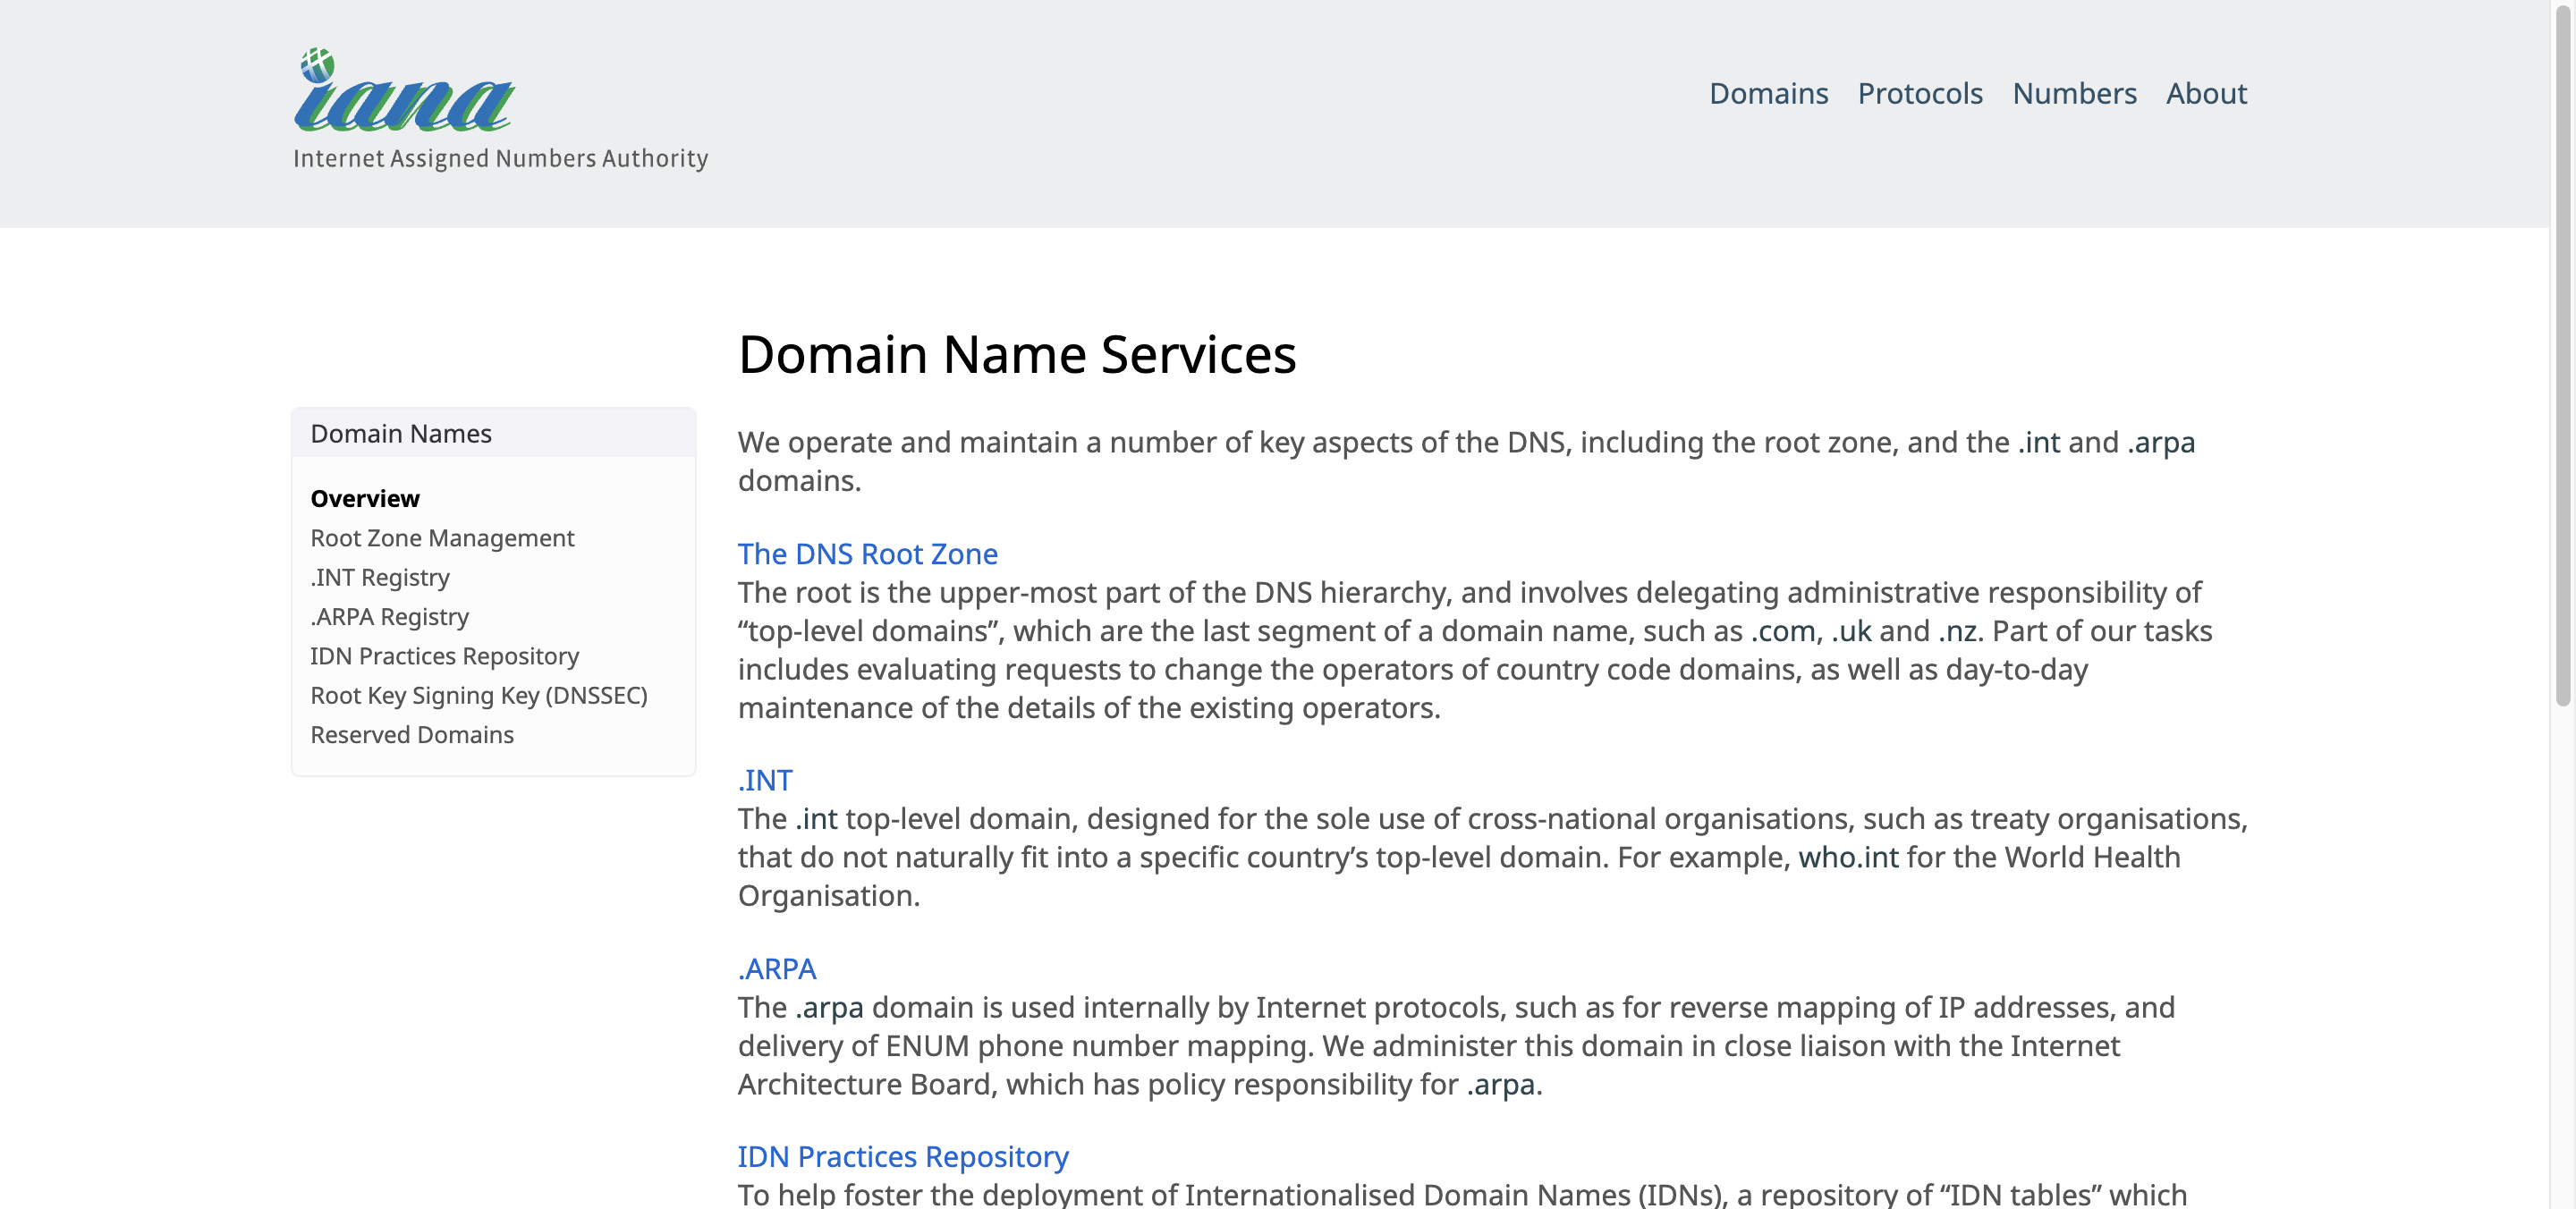 iana
Internet Assigned Numbers Authority
Domains Protocols Numbers About
Domain Names
Overview
Root Zone Management
.INT Registry
.ARPA Registry
IDN Practices Repository
Root Key Signing Key (DNSSEC)
Reserved Domains
Domain Name Services
We operate and maintain a number of key aspects of the DNS, including the root zone, and the .int and .arpa
domains.
The DNS Root Zone
The root is the upper-most part of the DNS hierarchy, and involves delegating administrative responsibility of
“top-level domains”, which are the last segment of a domain name, such as .com, .uk and .nz. Part of our tasks
includes evaluating requests to change the operators of country code domains, as well as day-to-day
maintenance of the details of the existing operators.
.INT
The .int top-level domain, designed for the sole use of cross-national organisations, such as treaty organisations,
that do not naturally fit into a specific country’s top-level domain. For example, who.int for the World Health
Organisation.
.ARPA
The .arpa domain is used internally by Internet protocols, such as for reverse mapping of IP addresses, and
delivery of ENUM phone number mapping. We administer this domain in close liaison with the Internet
Architecture Board, which has policy responsibility for .arpa.
IDN Practices Repository
To help foster the deployment of Internationalised Domain Names (IDNs), a repository of “IDN tables” which